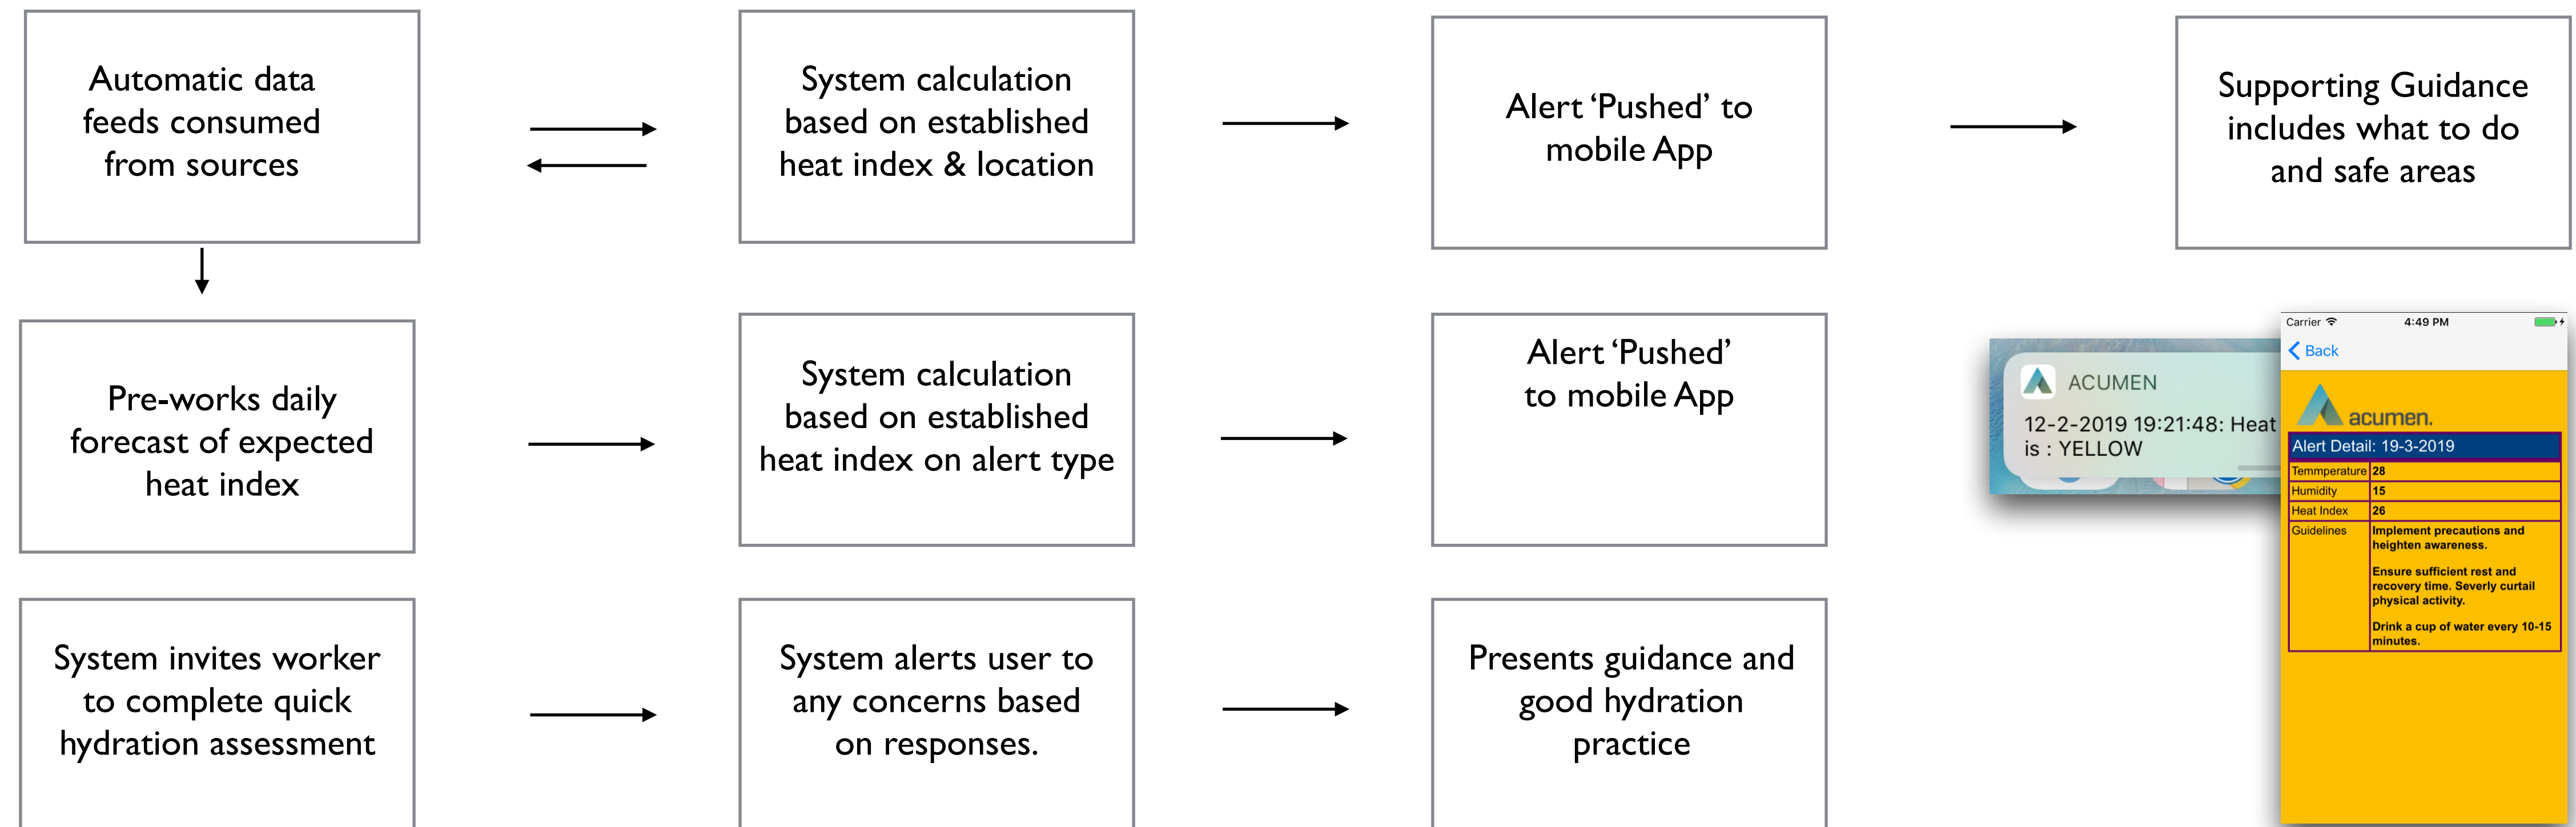 Automatic data
feeds consumed
from sources
System calculation
based on established
heat index & location
Alert ‘Pushed’ to
mobile App
Supporting Guidance
includes what to do
and safe areas
Pre-works daily
forecast of expected
heat index
System calculation
based on established
heat index on alert type
Alert ‘Pushed’
to mobile App
ACUMEN
12-2-2019 19:21:48: Heat
is : YELLOW
Carrier
4:49 PM
Back
acumen.
Alert Detail: 19-3-2019
Temmperature 28
Humidity 15
Heat Index 26
Guidelines Implement precautions and
heighten awareness.
Ensure sufficient rest and
recovery time. Severly curtail
physical activity.
Drink a cup of water every 10-15
minutes.
System invites worker
to complete quick
hydration assessment
System alerts user to
any concerns based
on responses.
Presents guidance and
good hydration
practice